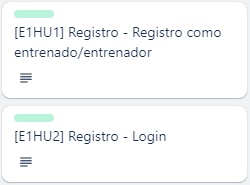 [E1HU1] Registro - Registro como
entrenado/entrenador
[E1HU2] Registro - Login